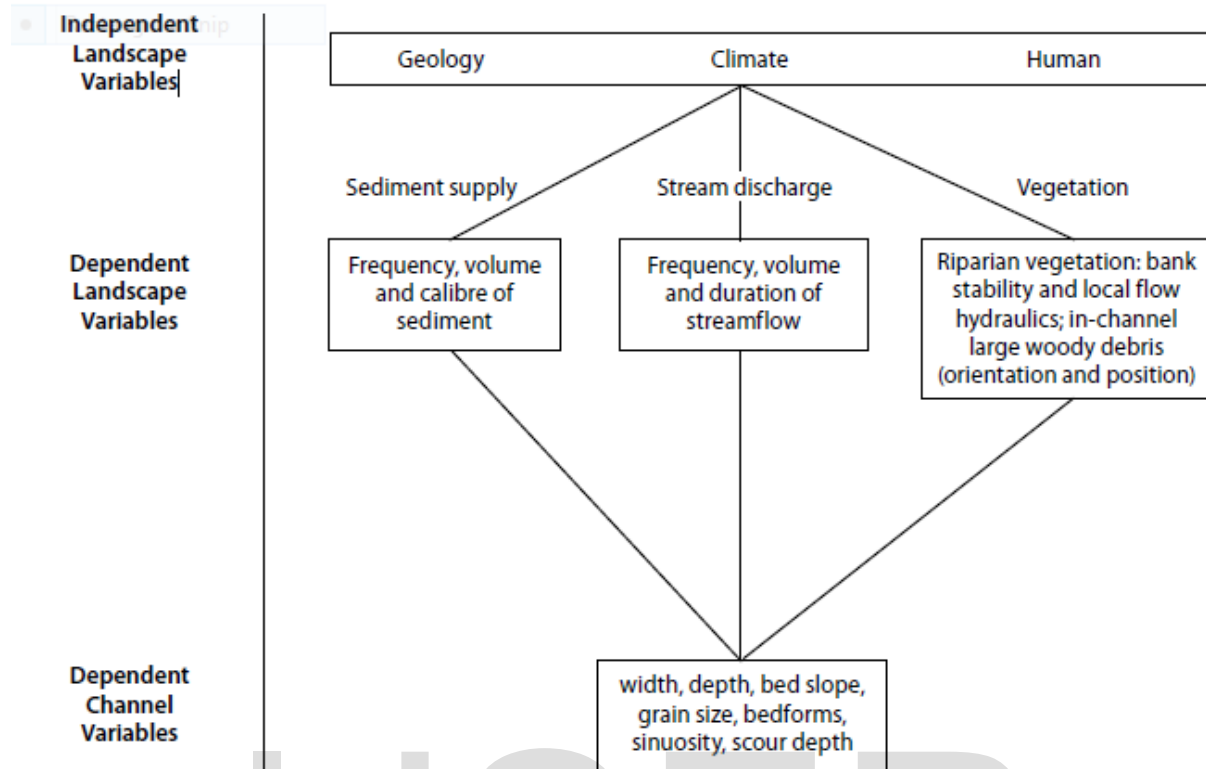 Independent
Landscape
Variables
Geology Climate Human
Sediment supply Stream discharge Vegetation
Dependent
Landscape
Variables
Frequency, volume
and calibre of
sediment
Frequency, volume
and duration of
streamflow
Riparian vegetation: bank
stability and local flow
hydraulics; in-channel
large woody debris
(orientation and position)
Dependent
Channel
Variables
width, depth, bed slope,
grain size, bedforms,
sinuosity, scour depth